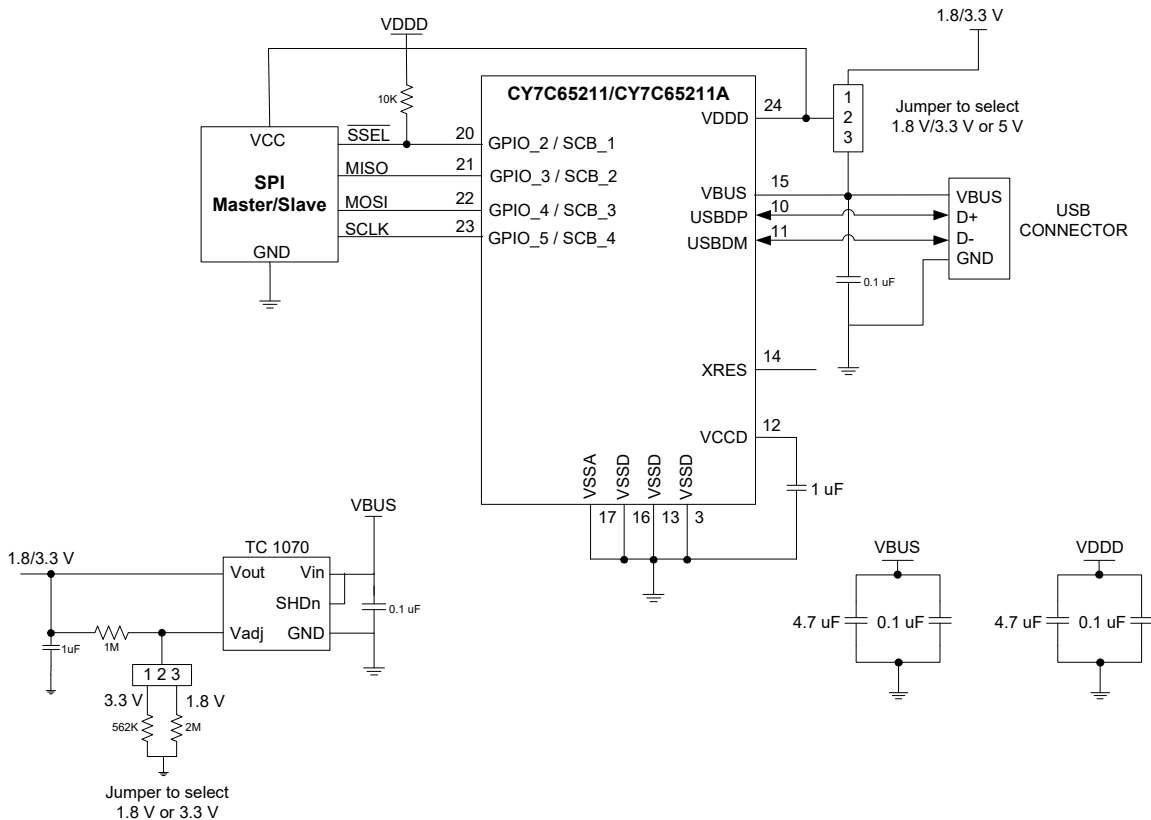 1.8/3.3 V
VDDD
10K
CY7C65211/CY7C65211A
VCC
SPI
Master/Slave
GND
SSEL
MISO
MOSI
SCLK
20
21
22
23
GPIO_2 / SCB_1
GPIO_3 / SCB_2
GPIO_4 / SCB_3
GPIO_5 / SCB_4
VDDD
24
1
2
3
Jumper to select
1.8 V/3.3 V or 5 V
VBUS
15
USBDP
10
USBDM
11
VBUS
D+
D-
GND
USB
CONNECTOR
0.1 uF
XRES
14
VCCD
12
1 uF
VSSA
VSSD
VSSD
VSSD
17
16
13
3
VBUS
TC 1070
1.8/3.3 V
Vout
Vin
SHDn
Vadj
GND
0.1 uF
1uF
1M
1 2 3
3.3 V
1.8 V
562K
2M
Jumper to select
1.8 V or 3.3 V
VBUS
4.7 uF
0.1 uF
VDDD
4.7 uF
0.1 uF